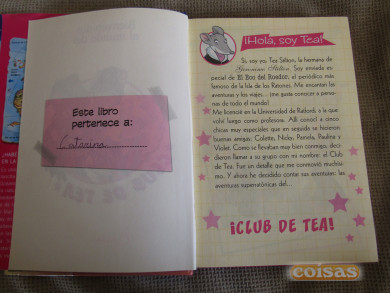 Este libro
pertenece a:
Catarina
¡Hola, soy Tea!
Sí, soy yo, Tea Stilton, ¡la hermana de
Geronimo Stilton! Soy enviada es-
pecial de El Eco del Roedor, el periódico más
famoso de la Isla de los Ratones. Me encantan las
aventuras y los viajes... ¡me gusta conocer a perso-
nas de todo el mundo!
Me licencié en la Universidad de Ratford, a la que
volví luego como profesora. Allí conocí a cinco
chicas muy especiales que en seguida se hicieron
buenas amigas: Colette, Nicky, Pamela, Paulina y
Violet. Como se llevaban muy bien conmigo, deci-
dieron llamar a su grupo con mi nombre: el Club
de Tea. Fue un detalle que me conmovió muchísi-
mo. Y ahora he decidido contar sus aventuras: las
aventuras superratónicas del...
¡CLUB DE TEA!
coisas